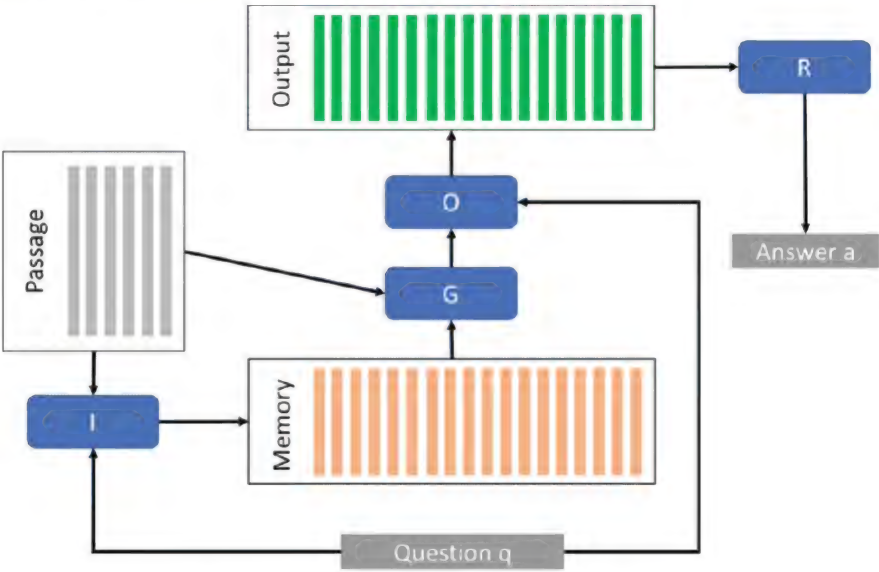 Output
R
Passage
O
Answer a
G
I
Memory
Question q